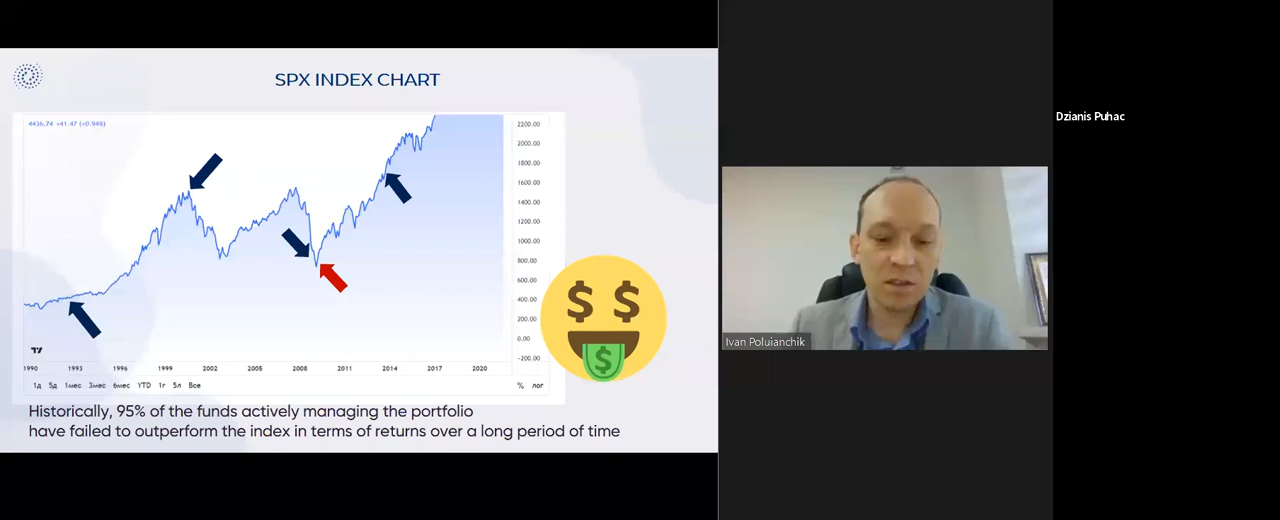 SPX INDEX CHART
4436.74 +41.47 (+0.94%)
2200.00
2000.00
1800.00
1600.00
1400.00
1200.00
1000.00
800.00
600.00
400.00
200.00
0.00
-200.00
1990 1993 1996 1999 2002 2005 2008 2011 2014 2017 2020
1д 5д 1мес 3мес 6мес YTD 1г 5л Все % лог
Historically, 95% of the funds actively managing the portfolio
have failed to outperform the index in terms of returns over a long period of time
Ivan Poluianchik
Dzianis Puhac